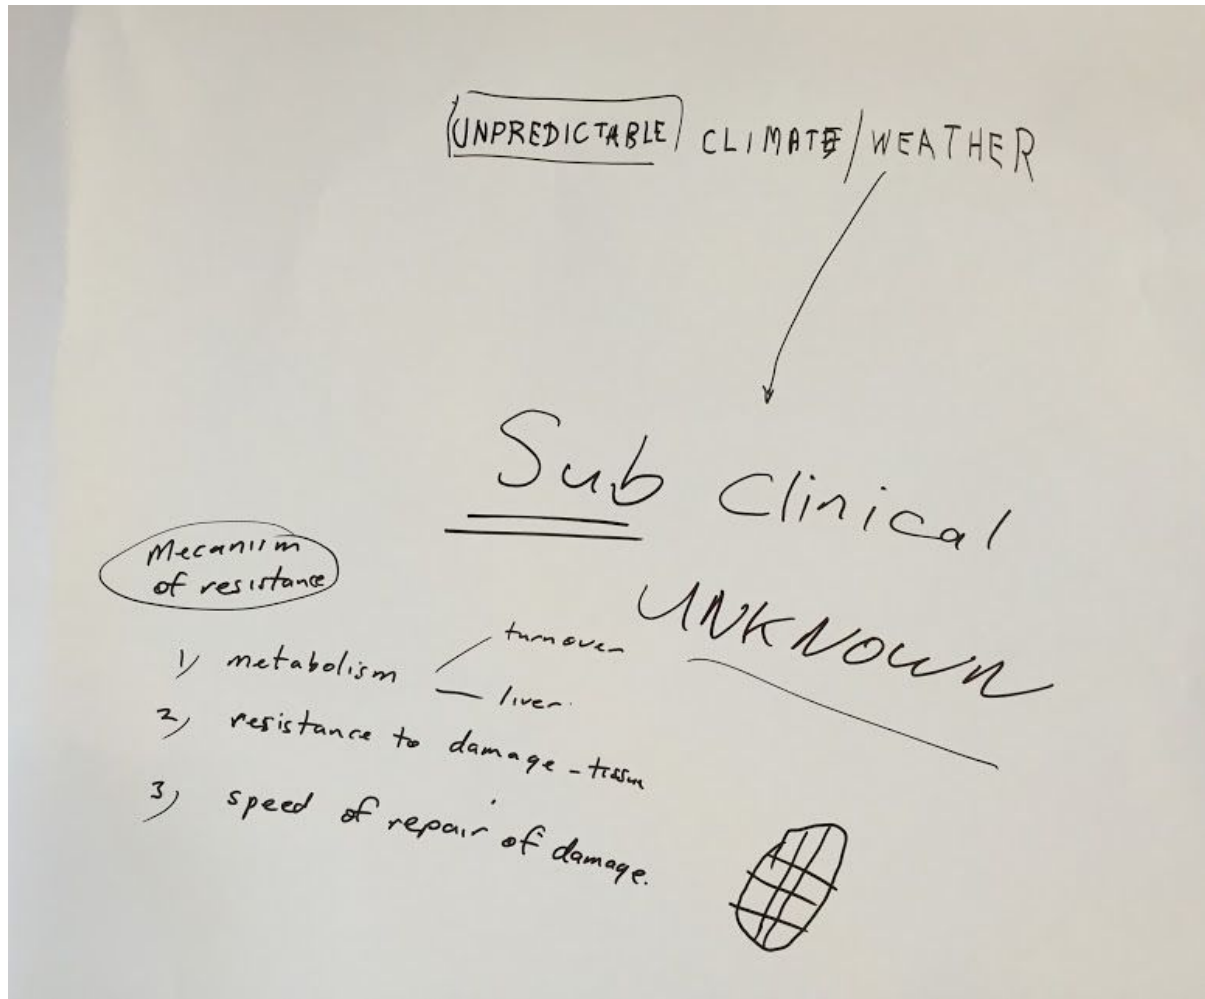 UNPREDICTABLE CLIMATE/WEATHER
Sub Clinical
UNKNOWN
Mecaniim
of resistance
1) metabolism
turnover
liver
2) resistance to damage - tissue
3) speed of repair of damage.